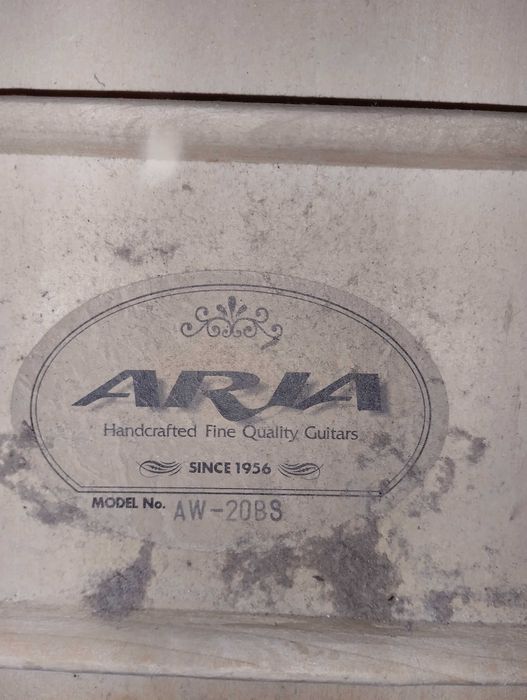 ARIA
Handcrafted Fine Quality Guitars
SINCE 1956
MODEL No. AW-20BS